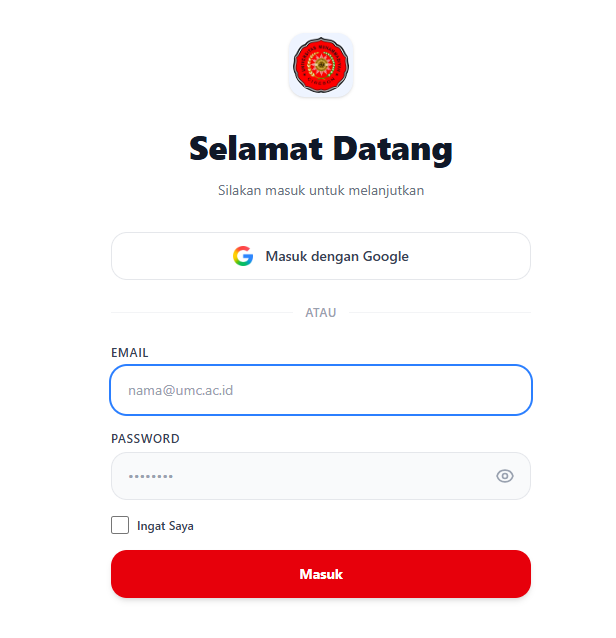 Selamat Datang
Silakan masuk untuk melanjutkan
Masuk dengan Google
ATAU
EMAIL
nama@umc.ac.id
PASSWORD
••••••••
Ingat Saya
Masuk